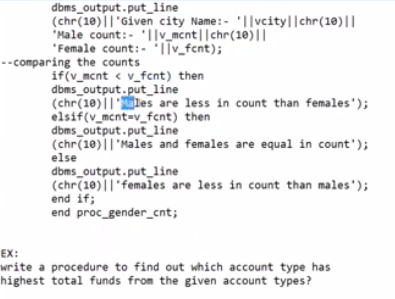 dbms_output.put_line
(chr(10)||'Given city Name:- '||vcity||chr(10)||
'Male count:- '||v_mcnt||chr(10)||
'Female count:- '||v_fcnt);
--comparing the counts
if(v_mcnt < v_fcnt) then
dbms_output.put_line
(chr(10)||'Males are less in count than females');
elsif(v_mcnt=v_fcnt) then
dbms_output.put_line
(chr(10)||'Males and females are equal in count');
else
dbms_output.put_line
(chr(10)||'females are less in count than males');
end if;
end proc_gender_cnt;
EX:
write a procedure to find out which account type has
highest total funds from the given account types?